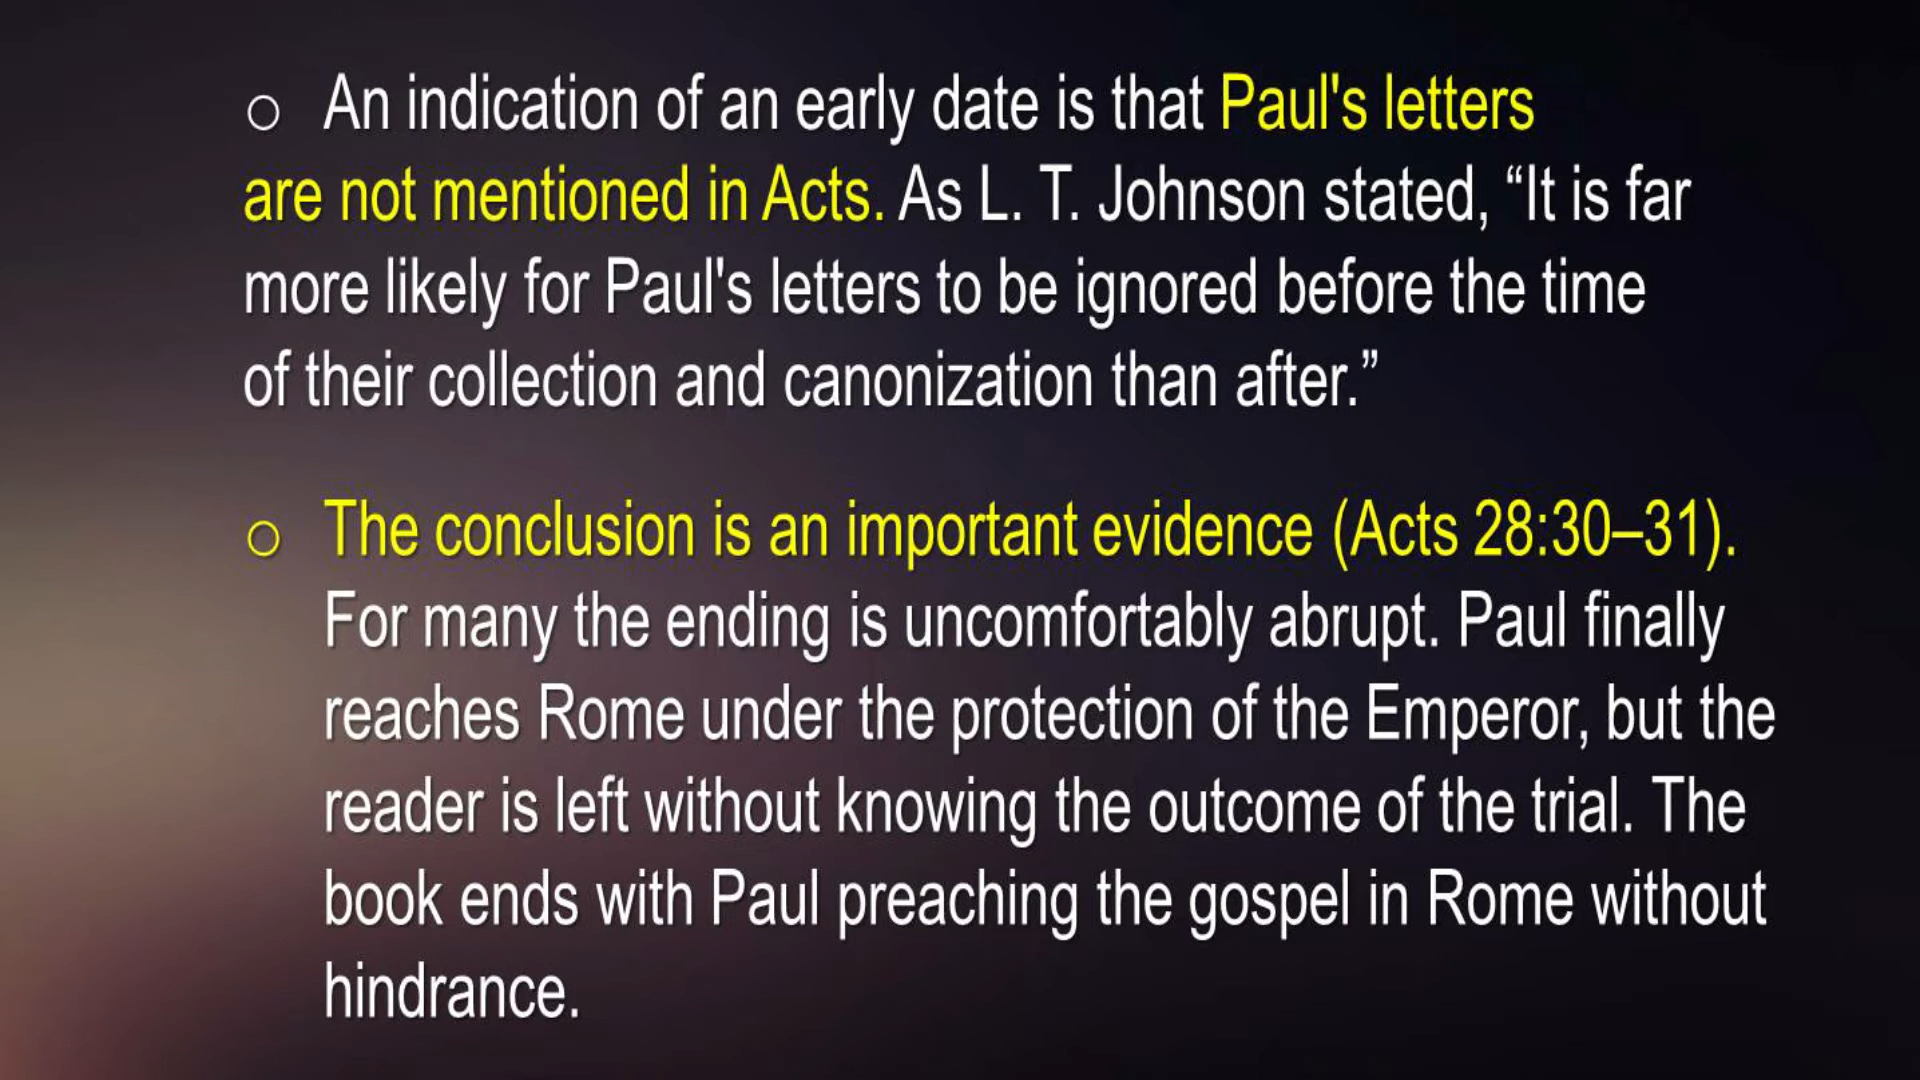 o An indication of an early date is that Paul's letters
are not mentioned in Acts. As L. T. Johnson stated, “It is far
more likely for Paul's letters to be ignored before the time
of their collection and canonization than after.”
o The conclusion is an important evidence (Acts 28:30–31).
For many the ending is uncomfortably abrupt. Paul finally
reaches Rome under the protection of the Emperor, but the
reader is left without knowing the outcome of the trial. The
book ends with Paul preaching the gospel in Rome without
hindrance.